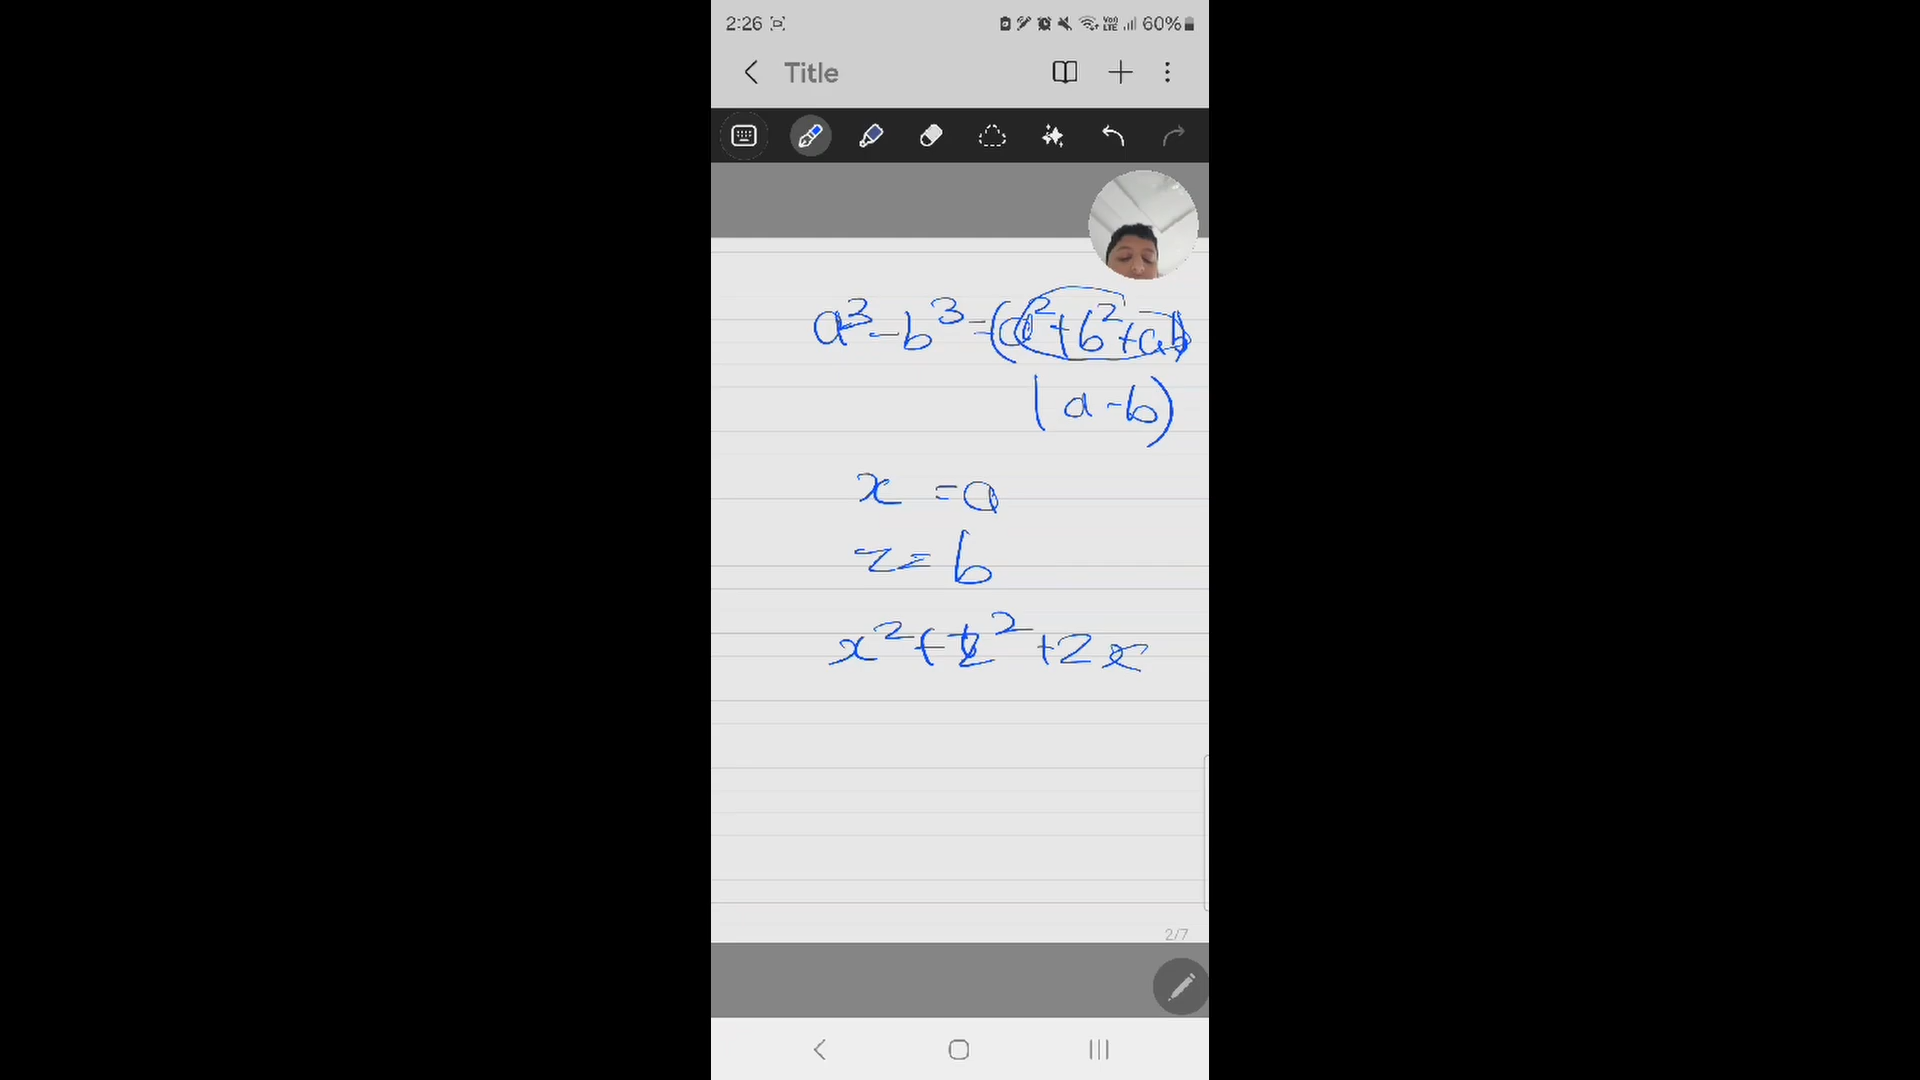 2:26 60%
Title
a³-b³=(a²+b²+ab)
(a-b)
x =a
z= b
x²+z²+2x
2/7